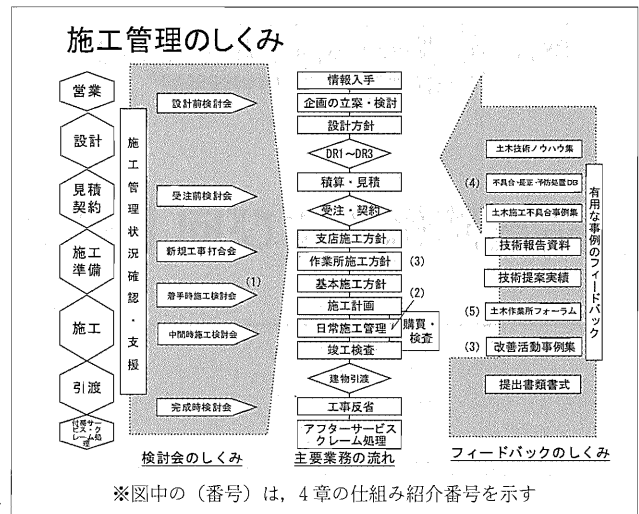 施工管理のしくみ
営業
設計
見積
契約
施工
準備
施工
引渡
付帯サー
ビス・ク
レーム処
理
施工管理状況確認・支援
設計前検討会
受注前検討会
新規工事打合会
(1)
着手時施工検討会
中間時施工検討会
完成時検討会
検討会のしくみ
情報入手
企画の立案・検討
設計方針
DR1~DR3
積算・見積
受注・契約
支店施工方針
作業所施工方針
(3)
基本施工方針
施工計画
(2)
日常施工管理
購買・
検査
竣工検査
建物引渡
工事反省
アフターサービス
クレーム処理
主要業務の流れ
土木技術ノウハウ集
(4)
不具合・是正・予防処置DB
土木施工不具合事例集
技術報告資料
技術提案実績
(5)
土木作業所フォーラム
(3)
改善活動事例集
提出書類書式
有用な事例のフィードバック
フィードバックのしくみ
※図中の(番号)は,4章の仕組み紹介番号を示す